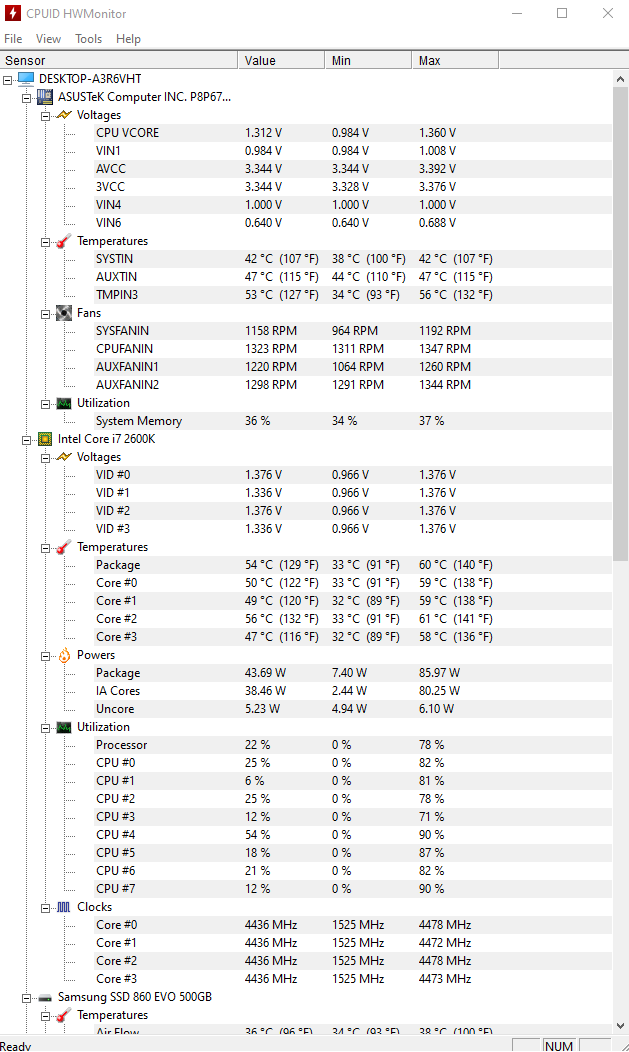 CPUID HWMonitor
File View Tools Help
Sensor Value Min Max
DESKTOP-A3R6VHT
ASUSTeK Computer INC. P8P67...
Voltages
CPU VCORE 1.312 V 0.984 V 1.360 V
VIN1 0.984 V 0.984 V 1.008 V
AVCC 3.344 V 3.344 V 3.392 V
3VCC 3.344 V 3.328 V 3.376 V
VIN4 1.000 V 1.000 V 1.000 V
VIN6 0.640 V 0.640 V 0.688 V
Temperatures
SYSTIN 42 °C (107 °F) 38 °C (100 °F) 42 °C (107 °F)
AUXTIN 47 °C (115 °F) 44 °C (110 °F) 47 °C (115 °F)
TMPIN3 53 °C (127 °F) 34 °C (93 °F) 56 °C (132 °F)
Fans
SYSFANIN 1158 RPM 964 RPM 1192 RPM
CPUFANIN 1323 RPM 1311 RPM 1347 RPM
AUXFANIN1 1220 RPM 1064 RPM 1260 RPM
AUXFANIN2 1298 RPM 1291 RPM 1344 RPM
Utilization
System Memory 36 % 34 % 37 %
Intel Core i7 2600K
Voltages
VID #0 1.376 V 0.966 V 1.376 V
VID #1 1.336 V 0.966 V 1.376 V
VID #2 1.376 V 0.966 V 1.376 V
VID #3 1.336 V 0.966 V 1.376 V
Temperatures
Package 54 °C (129 °F) 33 °C (91 °F) 60 °C (140 °F)
Core #0 50 °C (122 °F) 33 °C (91 °F) 59 °C (138 °F)
Core #1 49 °C (120 °F) 32 °C (89 °F) 59 °C (138 °F)
Core #2 56 °C (132 °F) 33 °C (91 °F) 61 °C (141 °F)
Core #3 47 °C (116 °F) 32 °C (89 °F) 58 °C (136 °F)
Powers
Package 43.69 W 7.40 W 85.97 W
IA Cores 38.46 W 2.44 W 80.25 W
Uncore 5.23 W 4.94 W 6.10 W
Utilization
Processor 22 % 0 % 78 %
CPU #0 25 % 0 % 82 %
CPU #1 6 % 0 % 81 %
CPU #2 25 % 0 % 78 %
CPU #3 12 % 0 % 71 %
CPU #4 54 % 0 % 90 %
CPU #5 18 % 0 % 87 %
CPU #6 21 % 0 % 82 %
CPU #7 12 % 0 % 90 %
Clocks
Core #0 4436 MHz 1525 MHz 4478 MHz
Core #1 4436 MHz 1525 MHz 4472 MHz
Core #2 4436 MHz 1525 MHz 4478 MHz
Core #3 4436 MHz 1525 MHz 4473 MHz
Samsung SSD 860 EVO 500GB
Temperatures
Air Flow 36 °C (96 °F) 34 °C (93 °F) 38 °C (100 °F)
Ready NUM